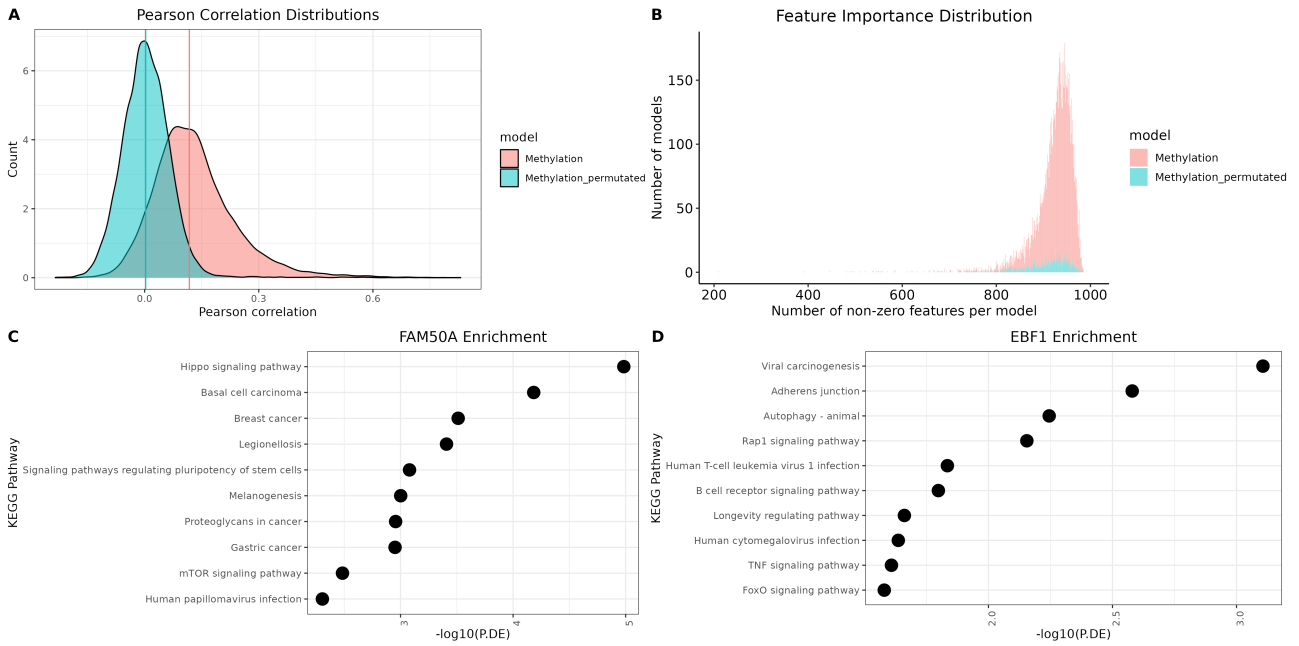 A
Pearson Correlation Distributions
Count
6
4
2
0
0.0
0.3
0.6
Pearson correlation
model
Methylation
Methylation_permutated
B
Feature Importance Distribution
Number of models
150
100
50
0
200
400
600
800
1000
Number of non-zero features per model
model
Methylation
Methylation_permutated
C
FAM50A Enrichment
KEGG Pathway
Hippo signaling pathway
Basal cell carcinoma
Breast cancer
Legionellosis
Signaling pathways regulating pluripotency of stem cells
Melanogenesis
Proteoglycans in cancer
Gastric cancer
mTOR signaling pathway
Human papillomavirus infection
3
4
5
-log10(P.DE)
D
EBF1 Enrichment
KEGG Pathway
Viral carcinogenesis
Adherens junction
Autophagy - animal
Rap1 signaling pathway
Human T-cell leukemia virus 1 infection
B cell receptor signaling pathway
Longevity regulating pathway
Human cytomegalovirus infection
TNF signaling pathway
FoxO signaling pathway
2.0
2.5
3.0
-log10(P.DE)